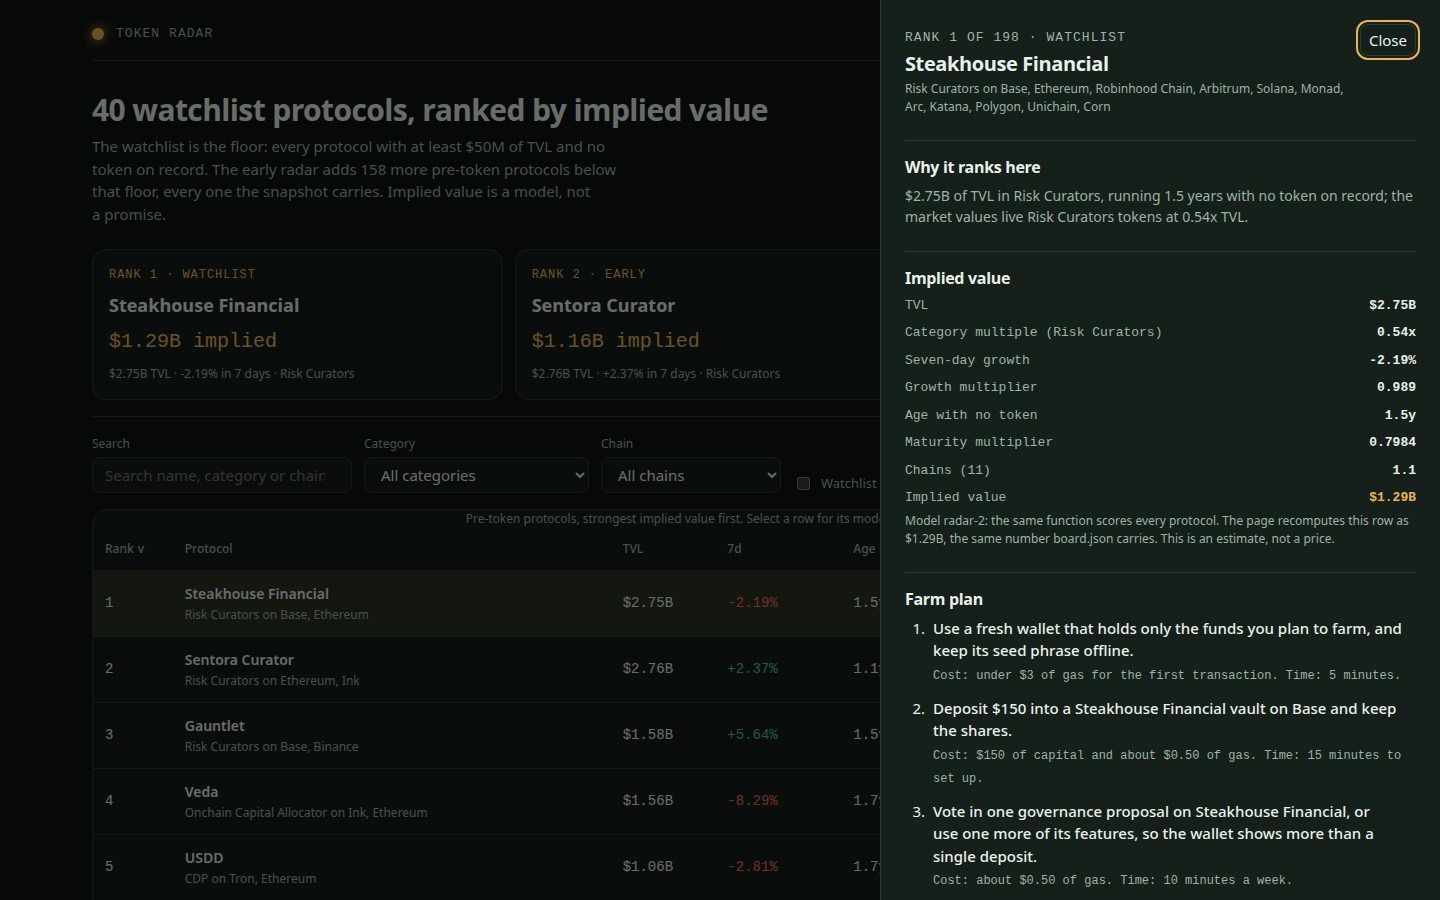 TOKEN RADAR
40 watchlist protocols, ranked by implied value
The watchlist is the floor: every protocol with at least $50M of TVL and no
token on record. The early radar adds 158 more pre-token protocols below
that floor, every one the snapshot carries. Implied value is a model, not
a promise.
RANK 1 · WATCHLIST
Steakhouse Financial
$1.29B implied
$2.75B TVL · -2.19% in 7 days · Risk Curators
RANK 2 · EARLY
Sentora Curator
$1.16B implied
$2.76B TVL · +2.37% in 7 days · Risk Curators
Search
Category
Chain
Search name, category or chain
All categories
All chains
Watchlist
Pre-token protocols, strongest implied value first. Select a row for its mod
Rank v Protocol TVL 7d Age
1 Steakhouse Financial $2.75B -2.19% 1.5
Risk Curators on Base, Ethereum
2 Sentora Curator $2.76B +2.37% 1.1
Risk Curators on Ethereum, Ink
3 Gauntlet $1.58B +5.64% 1.5
Risk Curators on Base, Binance
4 Veda $1.56B -8.29% 1.7
Onchain Capital Allocator on Ink, Ethereum
5 USDD $1.06B -2.81% 1.7
CDP on Tron, Ethereum
RANK 1 OF 198 · WATCHLIST
Close
Steakhouse Financial
Risk Curators on Base, Ethereum, Robinhood Chain, Arbitrum, Solana, Monad,
Arc, Katana, Polygon, Unichain, Corn
Why it ranks here
$2.75B of TVL in Risk Curators, running 1.5 years with no token on record; the
market values live Risk Curators tokens at 0.54x TVL.
Implied value
TVL $2.75B
Category multiple (Risk Curators) 0.54x
Seven-day growth -2.19%
Growth multiplier 0.989
Age with no token 1.5y
Maturity multiplier 0.7984
Chains (11) 1.1
Implied value $1.29B
Model radar-2: the same function scores every protocol. The page recomputes this row as
$1.29B, the same number board.json carries. This is an estimate, not a price.
Farm plan
1. Use a fresh wallet that holds only the funds you plan to farm, and
keep its seed phrase offline.
Cost: under $3 of gas for the first transaction. Time: 5 minutes.
2. Deposit $150 into a Steakhouse Financial vault on Base and keep
the shares.
Cost: $150 of capital and about $0.50 of gas. Time: 15 minutes to
set up.
3. Vote in one governance proposal on Steakhouse Financial, or
use one more of its features, so the wallet shows more than a
single deposit.
Cost: about $0.50 of gas. Time: 10 minutes a week.